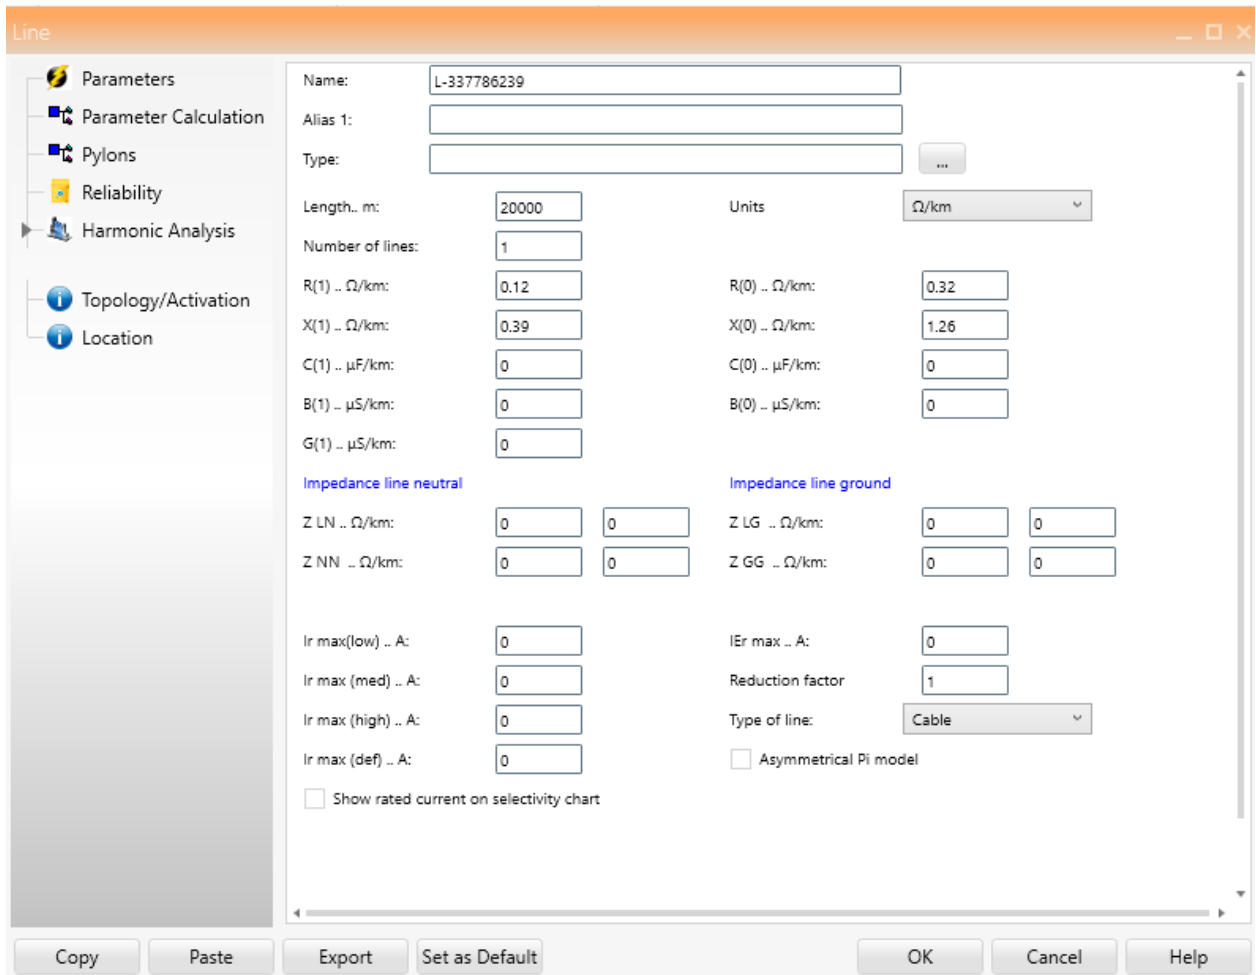 Line
Parameters
Parameter Calculation
Pylons
Reliability
Harmonic Analysis
Topology/Activation
Location
Name: L-337786239
Alias 1:
Type: ...
Length.. m: 20000 Units Ω/km
Number of lines: 1
R(1) .. Ω/km: 0.12 R(0) .. Ω/km: 0.32
X(1) .. Ω/km: 0.39 X(0) .. Ω/km: 1.26
C(1) .. μF/km: 0 C(0) .. μF/km: 0
B(1) .. μS/km: 0 B(0) .. μS/km: 0
G(1) .. μS/km: 0
Impedance line neutral Impedance line ground
Z LN .. Ω/km: 0 0 Z LG .. Ω/km: 0 0
Z NN .. Ω/km: 0 0 Z GG .. Ω/km: 0 0
Ir max(low) .. A: 0 IEr max .. A: 0
Ir max (med) .. A: 0 Reduction factor 1
Ir max (high) .. A: 0 Type of line: Cable
Ir max (def) .. A: 0 Asymmetrical Pi model
Show rated current on selectivity chart
Copy Paste Export Set as Default OK Cancel Help